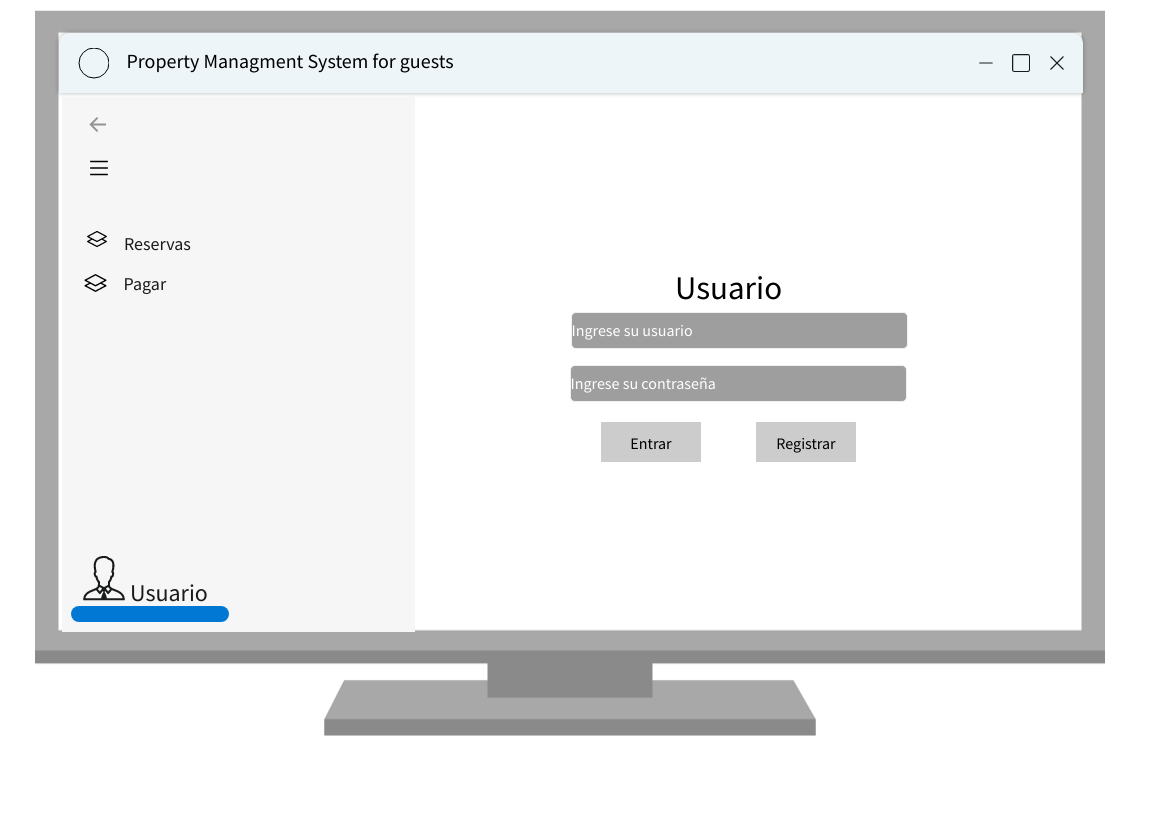 Property Managment System for guests
Reservas
Pagar
Usuario
Ingrese su usuario
Ingrese su contraseña
Entrar
Registrar
Usuario